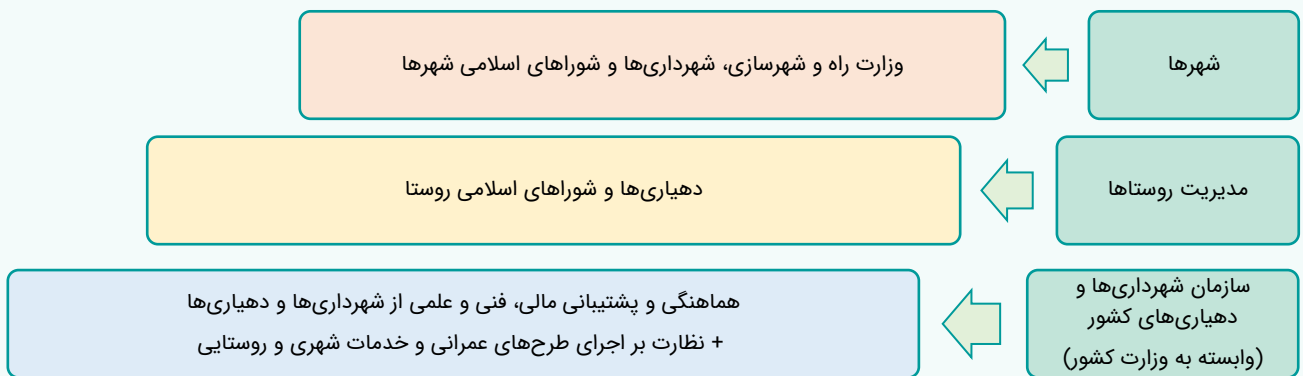 شهرها
وزارت راه و شهرسازی، شهرداری‌ها و شوراهای اسلامی شهرها
مدیریت روستاها
دهیاری‌ها و شوراهای اسلامی روستا
سازمان شهرداری‌ها و
دهیاری‌های کشور
(وابسته به وزارت کشور)
هماهنگی و پشتیبانی مالی، فنی و علمی از شهرداری‌ها و دهیاری‌ها
+ نظارت بر اجرای طرح‌های عمرانی و خدمات شهری و روستایی